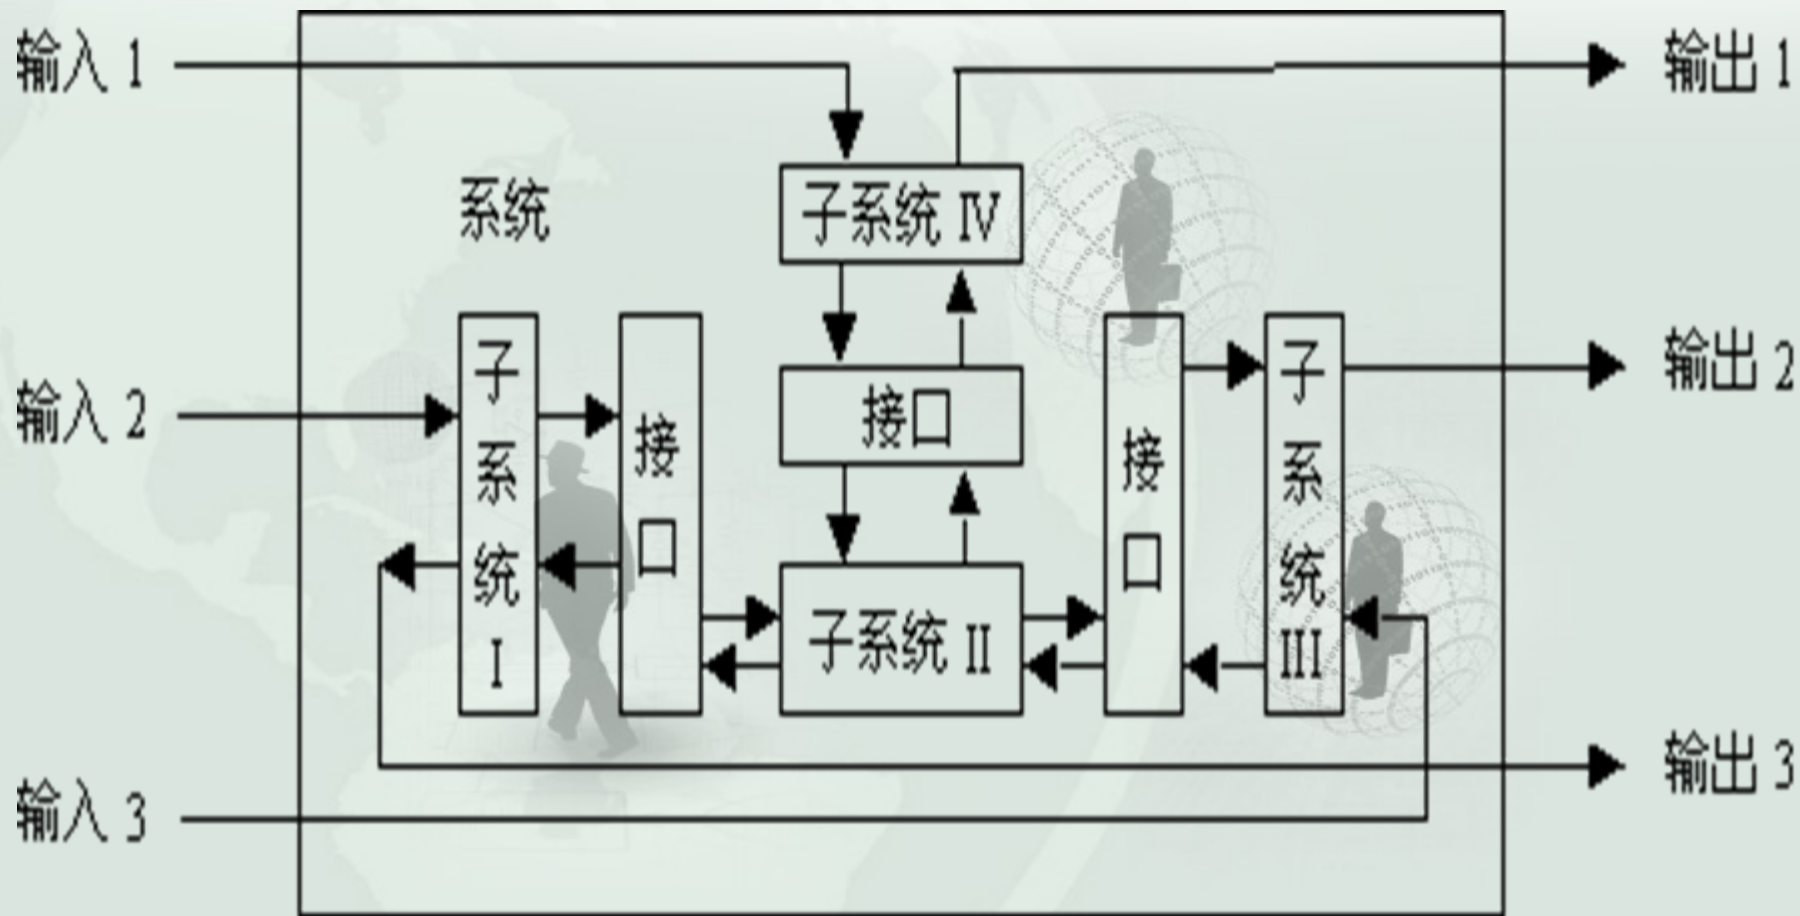 输入 1
输出 1
系统
子系统 IV
子系统 I
接口
接口
接口
子系统 III
输入 2
输出 2
子系统 II
输出 3
输入 3